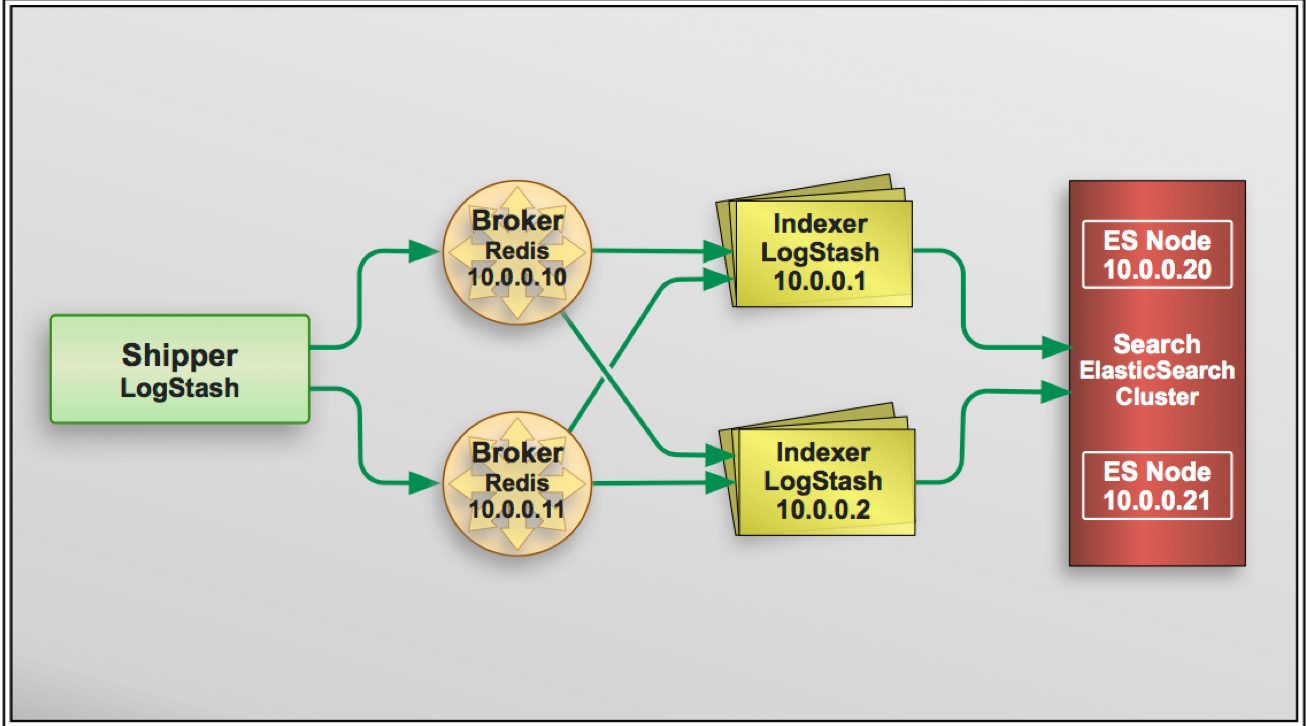 Shipper
LogStash
Broker
Redis
10.0.0.10
Broker
Redis
10.0.0.11
Indexer
LogStash
10.0.0.1
Indexer
LogStash
10.0.0.2
ES Node
10.0.0.20
Search
ElasticSearch
Cluster
ES Node
10.0.0.21